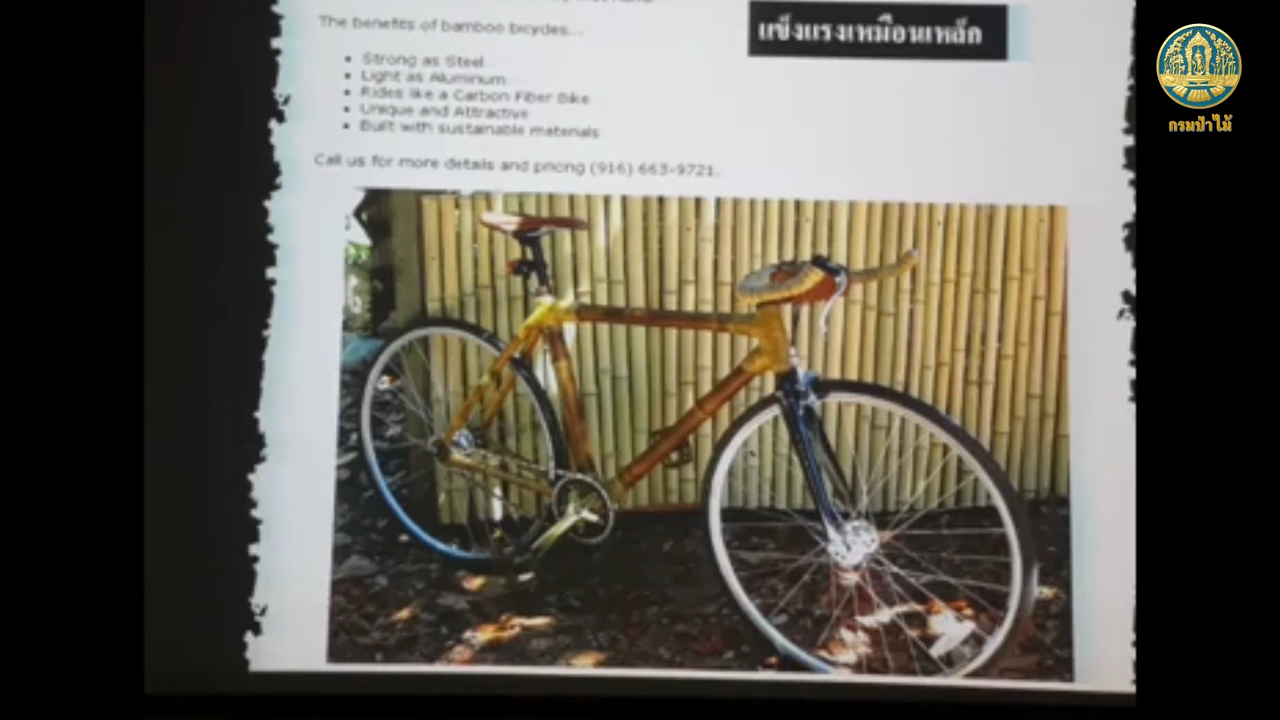 The benefits of bamboo bicycles...
แข็งแรงเหมือนเหล็ก
Strong as Steel
Light as Aluminum
Rides like a Carbon Fiber Bike
Unique and Attractive
Built with sustainable materials
Call us for more details and pricing (916) 663-9721.
กรมป่าไม้